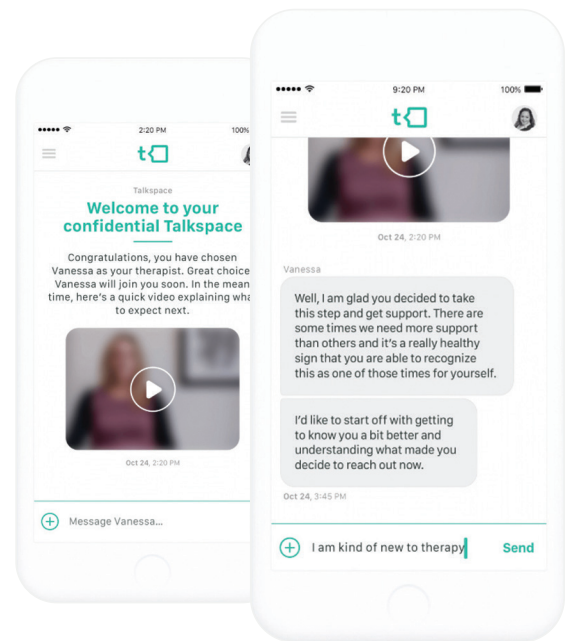 2:20 PM
100%
t
Talkspace
Welcome to your
confidential Talkspace
Congratulations, you have chosen
Vanessa as your therapist. Great choice
Vanessa will join you soon. In the mean
time, here's a quick video explaining wha
to expect next.
Oct 24, 2:20 PM
Message Vanessa...
9:20 PM
100%
t
Oct 24, 2:20 PM
Vanessa
Well, I am glad you decided to take
this step and get support. There are
some times we need more support
than others and it's a really healthy
sign that you are able to recognize
this as one of those times for yourself.
I'd like to start off with getting
to know you a bit better and
understanding what made you
decide to reach out now.
Oct 24, 3:45 PM
I am kind of new to therapy
Send